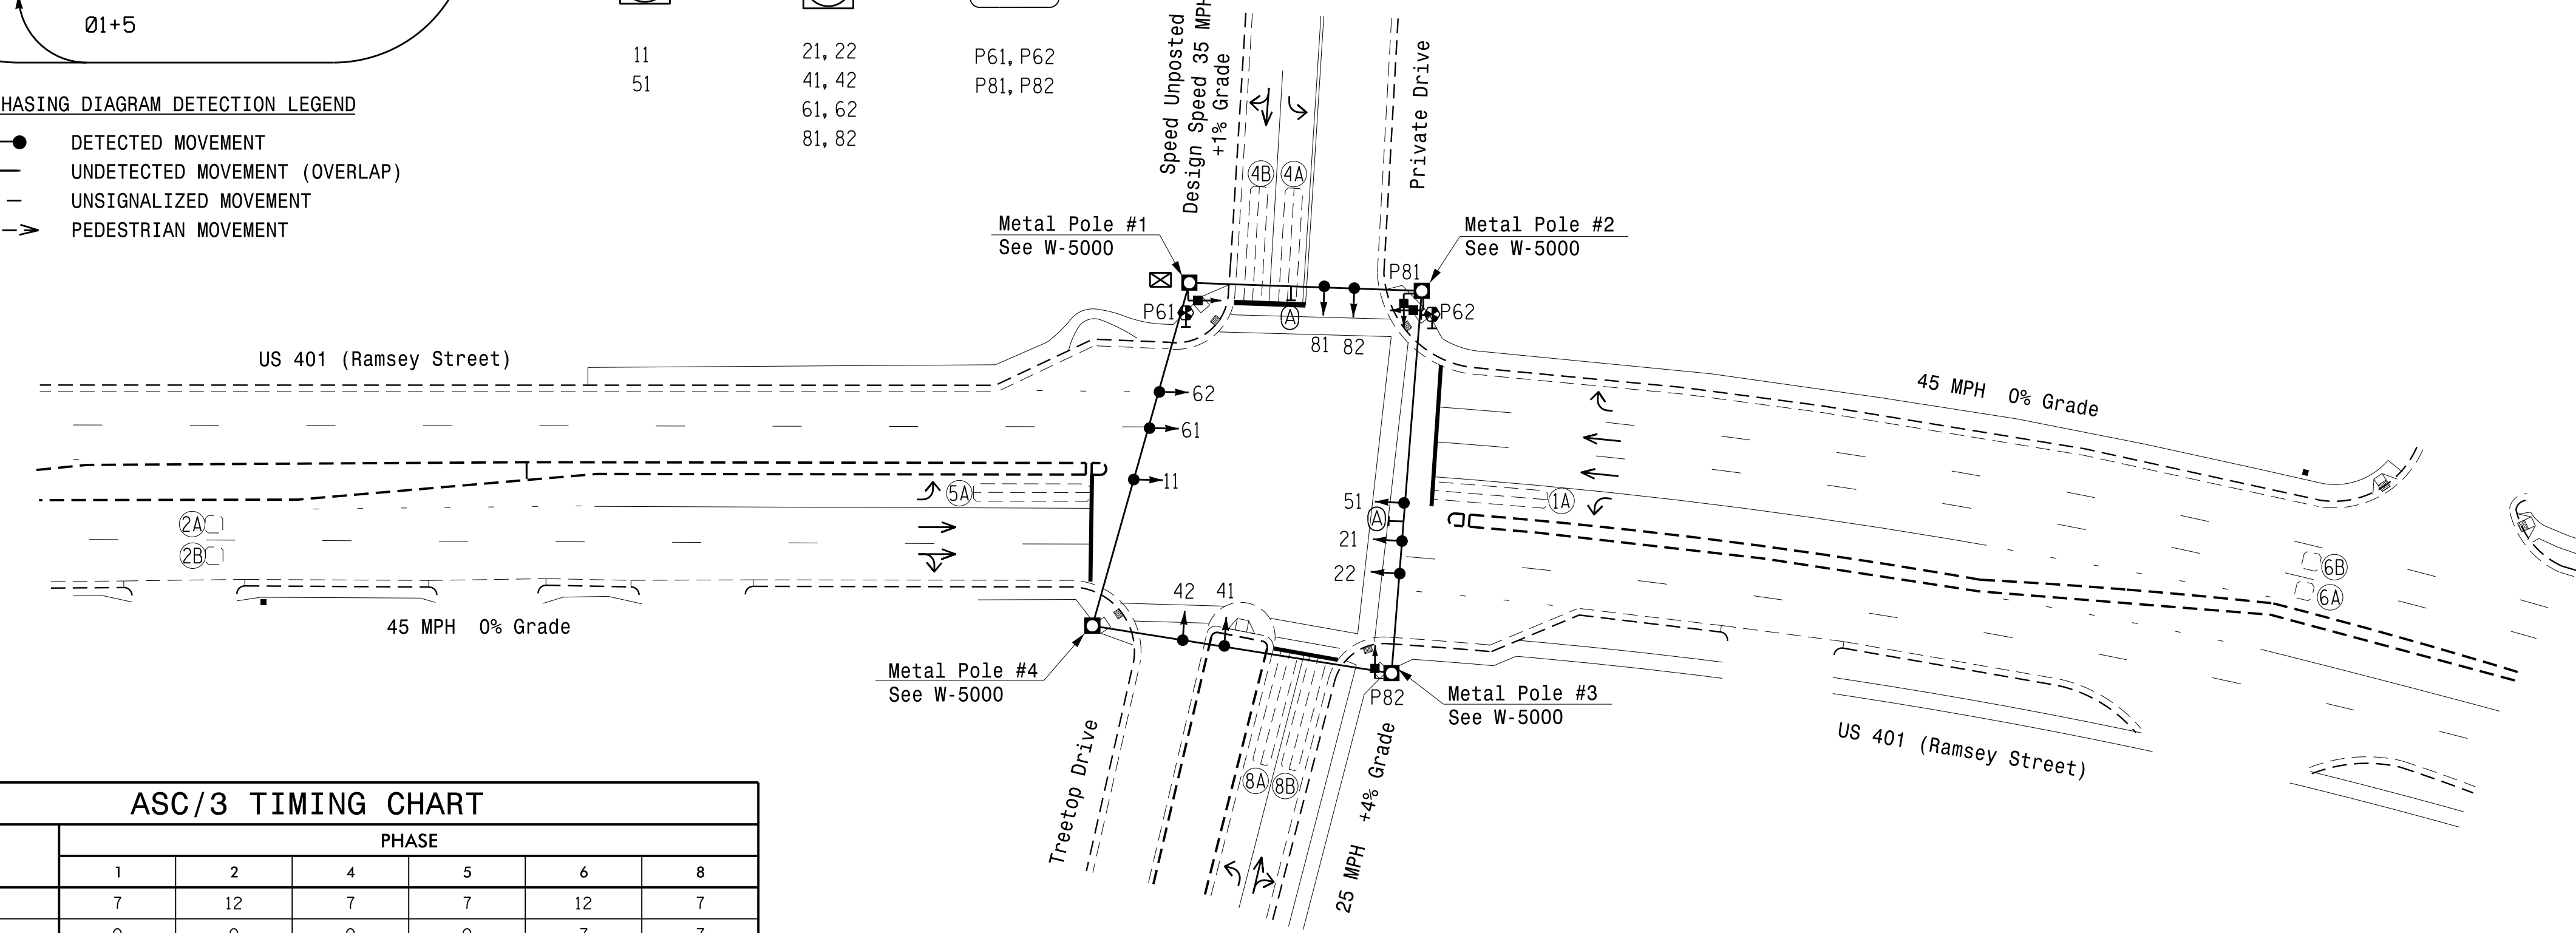 Ø1+5
11
51
21, 22
41, 42
61, 62
81, 82
P61, P62
P81, P82
HASING DIAGRAM DETECTION LEGEND
DETECTED MOVEMENT
UNDETECTED MOVEMENT (OVERLAP)
UNSIGNALIZED MOVEMENT
PEDESTRIAN MOVEMENT
Speed Unposted
Design Speed 35 MPH
+1% Grade
Private Drive
4B
4A
Metal Pole #1
See W-5000
Metal Pole #2
See W-5000
P81
P61
P62
A
81
82
US 401 (Ramsey Street)
45 MPH 0% Grade
62
61
11
5A
2A
2B
51
A
21
22
1A
6B
6A
45 MPH 0% Grade
42
41
Metal Pole #4
See W-5000
P82
Metal Pole #3
See W-5000
US 401 (Ramsey Street)
8A
8B
Treetop Drive
25 MPH +4% Grade
ASC/3 TIMING CHART
PHASE
1 2 4 5 6 8
7 12 7 7 12 7